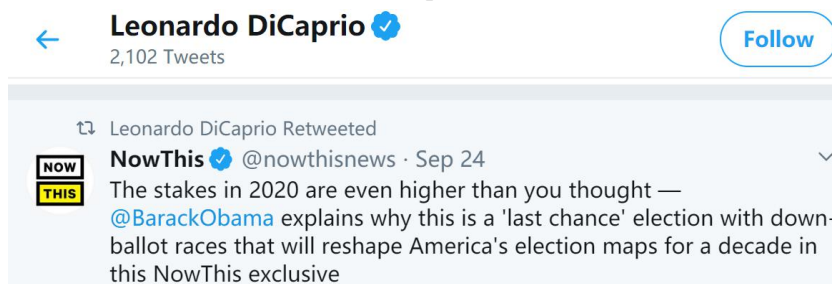 Leonardo DiCaprio
2,102 Tweets
Follow
Leonardo DiCaprio Retweeted
NowThis @nowthisnews · Sep 24
NOW
THIS
The stakes in 2020 are even higher than you thought —
@BarackObama explains why this is a 'last chance' election with down-
ballot races that will reshape America's election maps for a decade in
this NowThis exclusive